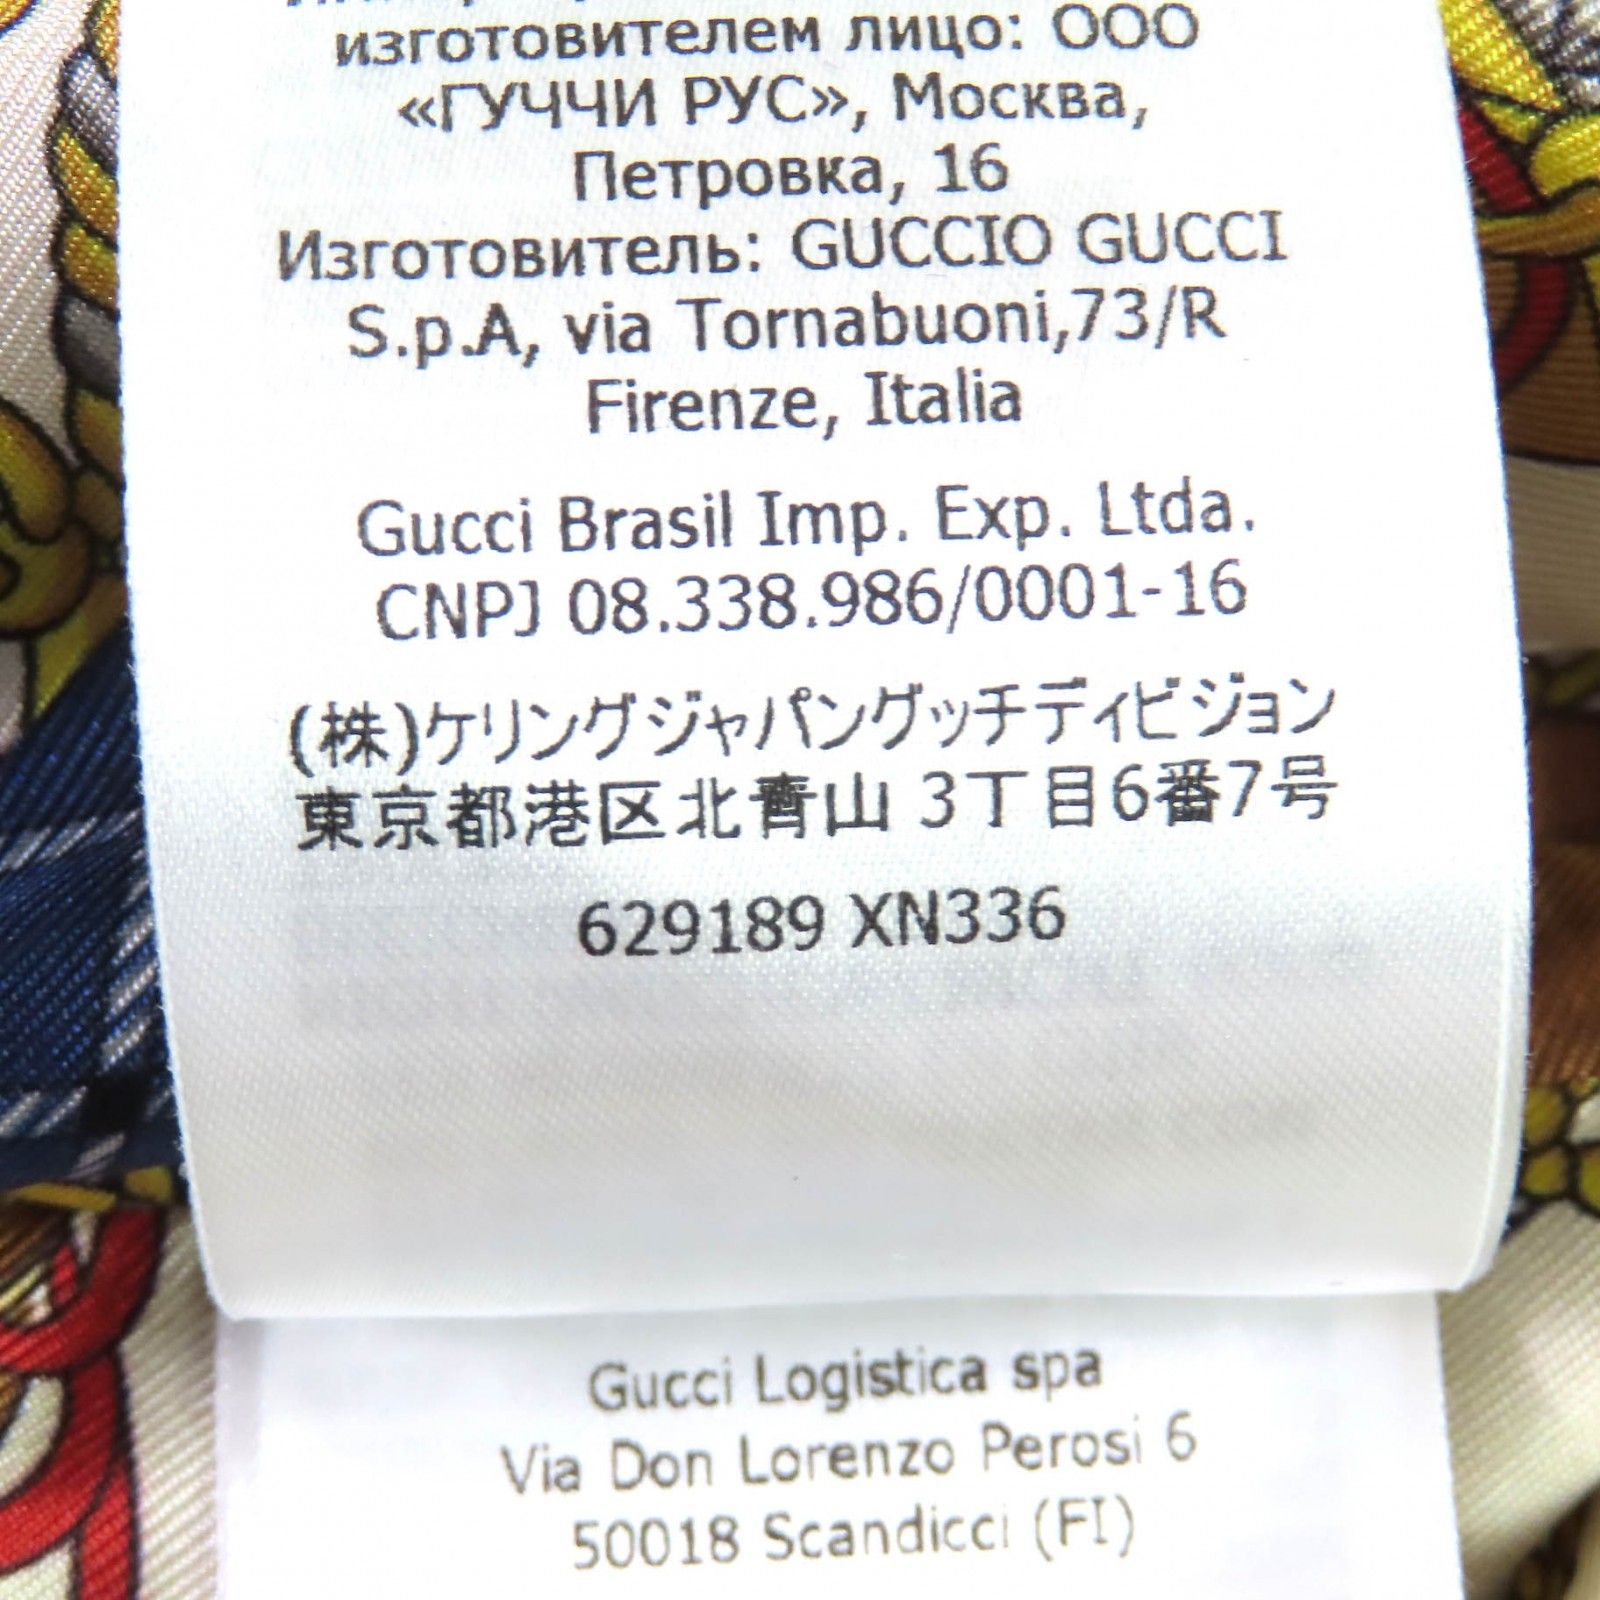 изготовителем лицо: ООО
«ГУЧЧИ РУС», Москва,
Петровка, 16
Изготовитель: GUCCIO GUCCI
S.p.A, via Tornabuoni,73/R
Firenze, Italia
Gucci Brasil Imp. Exp. Ltda.
CNPJ 08.338.986/0001-16
(株)ケリングジャパングッチディビジョン
東京都港区北青山 3丁目6番7号
629189 XN336
Gucci Logistica spa
Via Don Lorenzo Perosi 6
50018 Scandicci (FI)